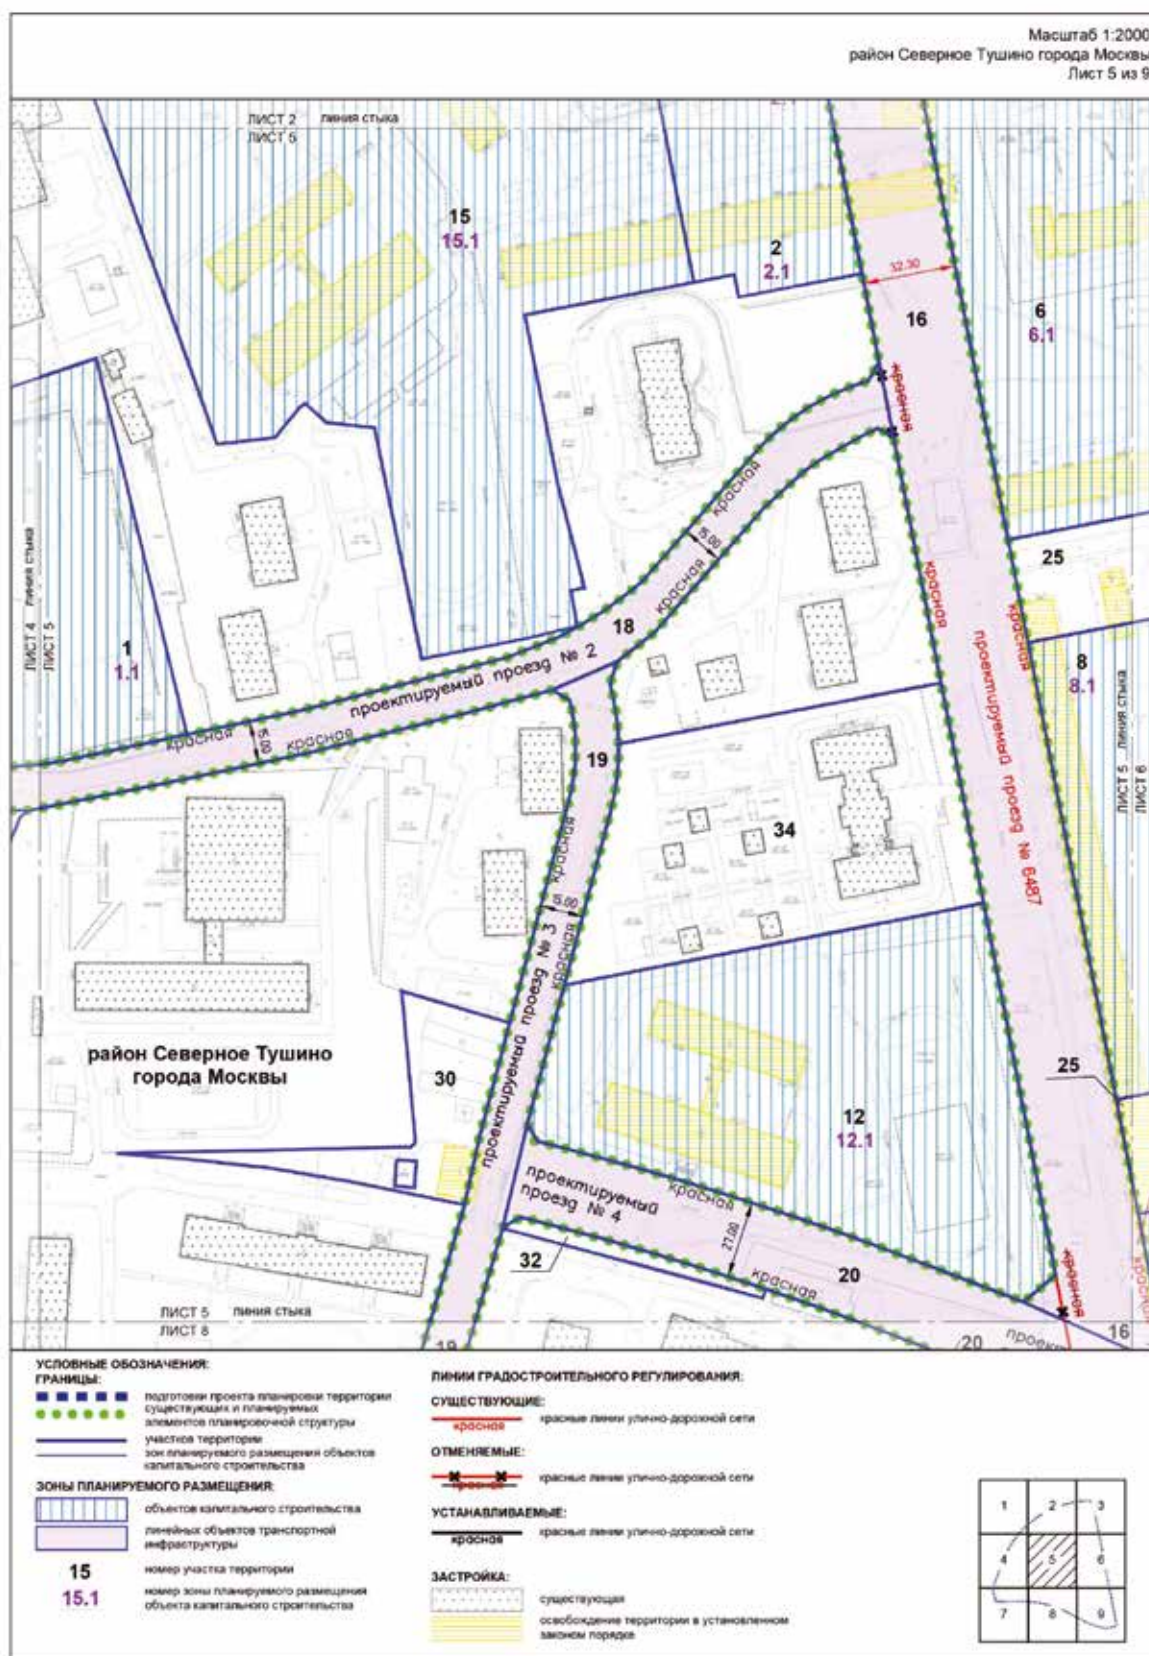 Масштаб 1:2000
район Северное Тушино города Москвы
Лист 5 из 9
ЛИСТ 2 линия стыка
ЛИСТ 5
15
15.1
2
2.1
32.30
16
6
6.1
красная
красная
15.00
красная
25
ЛИСТ 4 линия стыка
ЛИСТ 5
1
1.1
18
проектируемый проезд № 2
красная
15.00
красная
красная
красная
проектируемый проезд № 6487
8
8.1
ЛИСТ 5 линия стыка
ЛИСТ 6
19
34
красная
15.00
красная
проектируемый проезд № 3
район Северное Тушино
города Москвы
30
25
12
12.1
проектируемый
проезд № 4
красная
27.00
красная
20
32
красная
ЛИСТ 5 линия стыка
ЛИСТ 8
19
20
16
УСЛОВНЫЕ ОБОЗНАЧЕНИЯ:
ГРАНИЦЫ:
подготовки проекта планировки территории
существующих и планируемых
элементов планировочной структуры
участков территории
зон планируемого размещения объектов
капитального строительства
ЗОНЫ ПЛАНИРУЕМОГО РАЗМЕЩЕНИЯ:
объектов капитального строительства
линейных объектов транспортной
инфраструктуры
15 номер участка территории
15.1 номер зоны планируемого размещения
объекта капитального строительства
ЛИНИИ ГРАДОСТРОИТЕЛЬНОГО РЕГУЛИРОВАНИЯ:
СУЩЕСТВУЮЩИЕ:
красная красные линии улично-дорожной сети
ОТМЕНЯЕМЫЕ:
красная красные линии улично-дорожной сети
УСТАНАВЛИВАЕМЫЕ:
красная красные линии улично-дорожной сети
ЗАСТРОЙКА:
существующая
освобождение территории в установленном
законом порядке
1 2 3
4 5 6
7 8 9